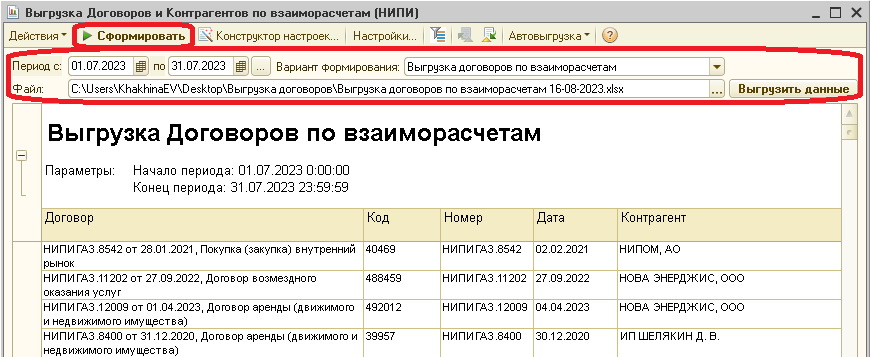 Выгрузка Договоров и Контрагентов по взаиморасчетам (НИПИ)
Действия Сформировать Конструктор настроек... Настройки... Автовыгрузка
Период с: 01.07.2023 по 31.07.2023 ... Вариант формирования: Выгрузка договоров по взаиморасчетам
Файл: C:\Users\KhakhinaEV\Desktop\Выгрузка договоров\Выгрузка договоров по взаиморасчетам 16-08-2023.xlsx ... Выгрузить данные
Выгрузка Договоров по взаиморасчетам
Параметры: Начало периода: 01.07.2023 0:00:00
Конец периода: 31.07.2023 23:59:59
Договор Код Номер Дата Контрагент
НИПИГАЗ.8542 от 28.01.2021, Покупка (закупка) внутренний 40469 НИПИГАЗ.8542 02.02.2021 НИПОМ, АО
рынок
НИПИГАЗ.11202 от 27.09.2022, Договор возмездного 488459 НИПИГАЗ.11202 27.09.2022 НОВА ЭНЕРДЖИС, ООО
оказания услуг
НИПИГАЗ.12009 от 01.04.2023, Договор аренды (движимого 492012 НИПИГАЗ.12009 04.04.2023 НОВА ЭНЕРДЖИС, ООО
и недвижимого имущества)
НИПИГАЗ.8400 от 31.12.2020, Договор аренды (движимого и 39957 НИПИГАЗ.8400 30.12.2020 ИП ШЕЛЯКИН Д. В.
недвижимого имущества)